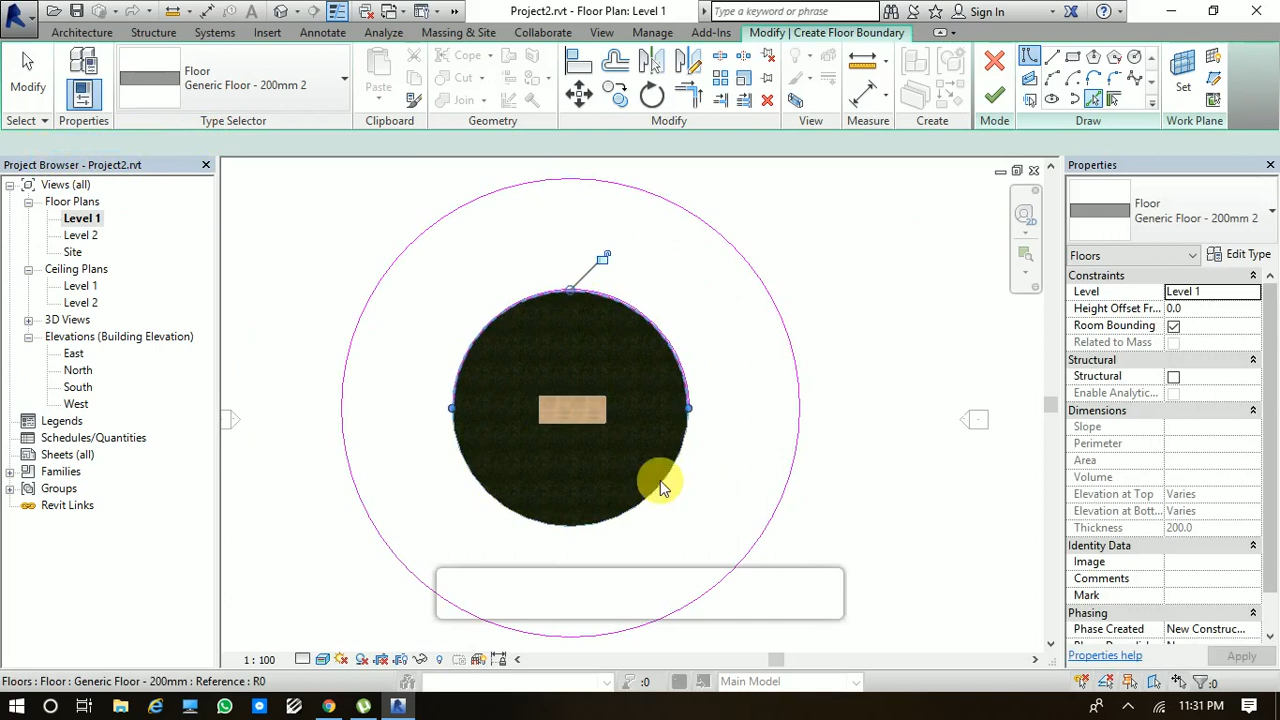 Project2.rvt - Floor Plan: Level 1
Type a keyword or phrase
Sign In
Architecture
Structure
Systems
Insert
Annotate
Analyze
Massing & Site
Collaborate
View
Manage
Add-Ins
Modify | Create Floor Boundary
Modify
Floor
Generic Floor - 200mm 2
Paste
Cope
Cut
Join
Set
Select
Properties
Type Selector
Clipboard
Geometry
Modify
View
Measure
Create
Mode
Draw
Work Plane
Project Browser - Project2.rvt
Views (all)
Floor Plans
Level 1
Level 2
Site
Ceiling Plans
Level 1
Level 2
3D Views
Elevations (Building Elevation)
East
North
South
West
Legends
Schedules/Quantities
Sheets (all)
Families
Groups
Revit Links
2D
Properties
Floor
Generic Floor - 200mm 2
Floors
Edit Type
Constraints
Level Level 1
Height Offset Fr... 0.0
Room Bounding
Related to Mass
Structural
Structural
Enable Analytic...
Dimensions
Slope
Perimeter
Area
Volume
Elevation at Top Varies
Elevation at Bott... Varies
Thickness 200.0
Identity Data
Image
Comments
Mark
Phasing
Phase Created New Construc...
Properties help
Apply
1 : 100
Floors : Floor : Generic Floor - 200mm : Reference : R0
:0
Main Model
:0
11:31 PM